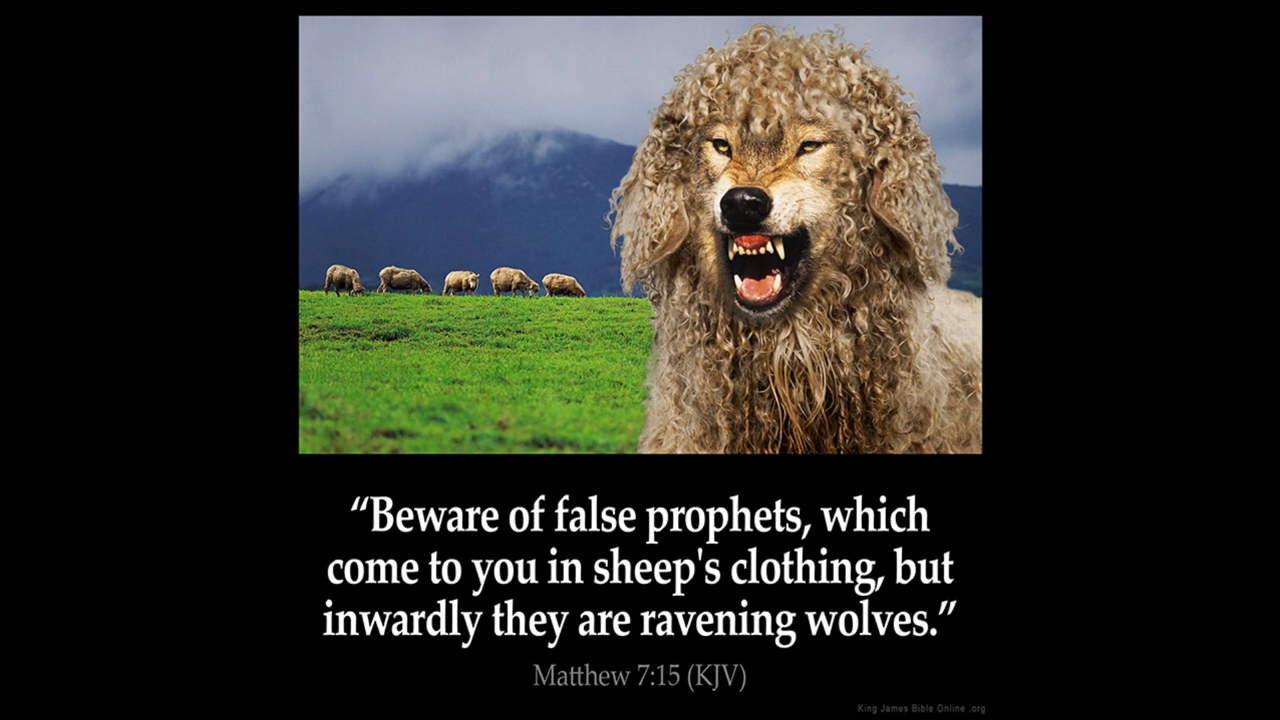 “Beware of false prophets, which
come to you in sheep's clothing, but
inwardly they are ravening wolves.”
Matthew 7:15 (KJV)
King James Bible Online .org